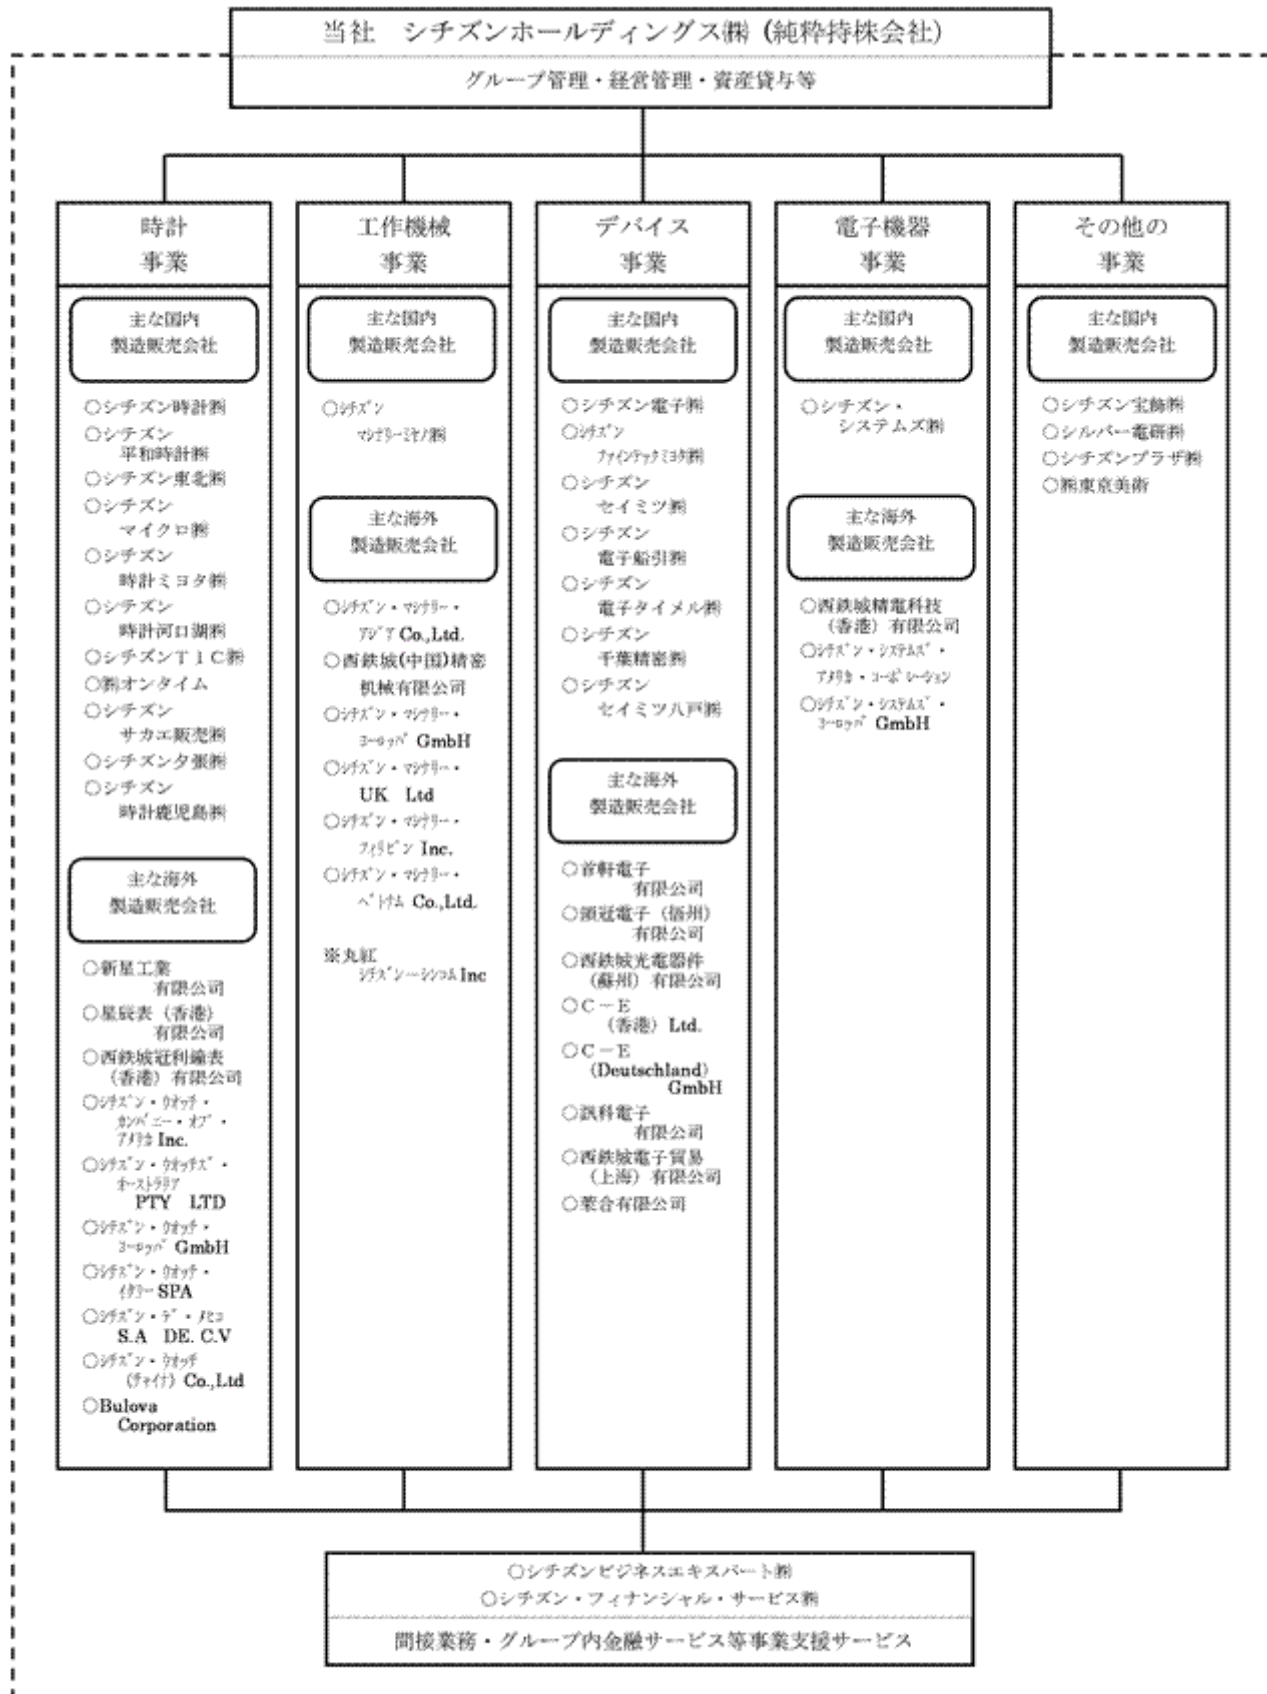 当社　シチズンホールディングス㈱（純粋持株会社）
グループ管理・経営管理・資産貸与等
時計
事業
主な国内
製造販売会社
○シチズン時計㈱
○シチズン
平和時計㈱
○シチズン東北㈱
○シチズン
マイクロ㈱
○シチズン
時計ミヨタ㈱
○シチズン
時計河口湖㈱
○シチズンＴＩＣ㈱
○㈱オンタイム
○シチズン
サカエ販売㈱
○シチズン夕張㈱
○シチズン
時計鹿児島㈱
主な海外
製造販売会社
○新星工業
有限公司
○星辰表（香港）
有限公司
○西鉄城冠利鐘表
（香港）有限公司
○ｼﾁｽﾞﾝ・ｳｵｯﾁ・
ｶﾝﾊﾟﾆｰ・ｵﾌﾞ・
ｱﾒﾘｶ Inc.
○ｼﾁｽﾞﾝ・ｳｵｯﾁｽﾞ・
ｵｰｽﾄﾗﾘｱ
PTY　LTD
○ｼﾁｽﾞﾝ・ｳｵｯﾁ・
ﾖｰﾛｯﾊﾟ GmbH
○ｼﾁｽﾞﾝ・ｳｵｯﾁ・
ｲﾀﾘｰ SPA
○ｼﾁｽﾞﾝ・ﾃﾞ・ﾒﾋｺ
S.A　DE. C.V
○ｼﾁｽﾞﾝ・ｳｵｯﾁ
（ﾁｬｲﾅ）Co.,Ltd
○Bulova
Corporation
工作機械
事業
主な国内
製造販売会社
○ｼﾁｽﾞﾝ
ﾏｼﾅﾘｰﾐﾔﾉ㈱
主な海外
製造販売会社
○ｼﾁｽﾞﾝ・ﾏｼﾅﾘｰ・
ｱｼﾞｱ Co.,Ltd.
○西鉄城(中国)精密
机械有限公司
○ｼﾁｽﾞﾝ・ﾏｼﾅﾘｰ・
ﾖｰﾛｯﾊﾟ GmbH
○ｼﾁｽﾞﾝ・ﾏｼﾅﾘｰ・
UK　Ltd
○ｼﾁｽﾞﾝ・ﾏｼﾅﾘｰ・
ﾌｨﾘﾋﾟﾝ Inc.
○ｼﾁｽﾞﾝ・ﾏｼﾅﾘｰ・
ﾍﾞﾄﾅﾑ Co.,Ltd.
※丸紅
ｼﾁｽﾞﾝーｼﾝｺﾑ Inc
デバイス
事業
主な国内
製造販売会社
○シチズン電子㈱
○ｼﾁｽﾞﾝ
ﾌｧｲﾝﾃｯｸﾐﾖﾀ㈱
○シチズン
セイミツ㈱
○シチズン
電子船引㈱
○シチズン
電子タイメル㈱
○シチズン
千葉精密㈱
○シチズン
セイミツ八戸㈱
主な海外
製造販売会社
○首軒電子
有限公司
○領冠電子（梧州）
有限公司
○西鉄城光電器件
（蘇州）有限公司
○Ｃ－Ｅ
（香港）Ltd.
○Ｃ－Ｅ
(Deutschland)
GmbH
○訊科電子
有限公司
○西鉄城電子貿易
（上海）有限公司
合有限公司
電子機器
事業
主な国内
製造販売会社
○シチズン・
システムズ㈱
主な海外
製造販売会社
○西鉄城精電科技
（香港）有限公司
○ｼﾁｽﾞﾝ・ｼｽﾃﾑｽﾞ・
ｱﾒﾘｶ・ｺｰﾎﾟﾚｰｼｮﾝ
○ｼﾁｽﾞﾝ・ｼｽﾃﾑｽﾞ・
ﾖｰﾛｯﾊﾟ GmbH
その他の
事業
主な国内
製造販売会社
○シチズン宝飾㈱
○シルバー電研㈱
○シチズンプラザ㈱
○㈱東京美術
○シチズンビジネスエキスパート㈱
○シチズン・フィナンシャル・サービス㈱
間接業務・グループ内金融サービス等事業支援サービス